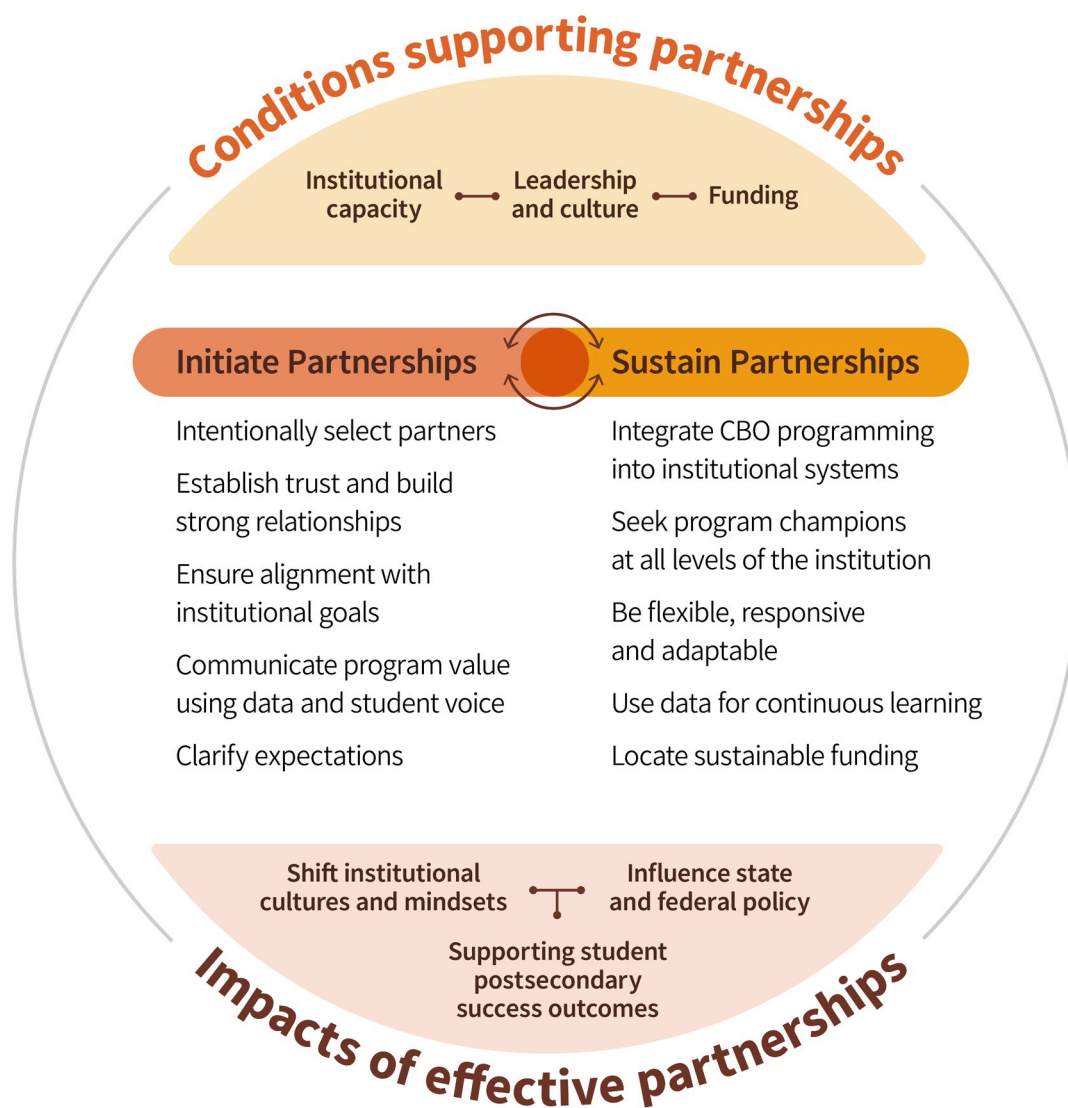 Conditions supporting partnerships
Institutional
capacity
Leadership
and culture
Funding
Initiate Partnerships
Intentionally select partners
Establish trust and build
strong relationships
Ensure alignment with
institutional goals
Communicate program value
using data and student voice
Clarify expectations
Sustain Partnerships
Integrate CBO programming
into institutional systems
Seek program champions
at all levels of the institution
Be flexible, responsive
and adaptable
Use data for continuous learning
Locate sustainable funding
Shift institutional
cultures and mindsets
Influence state
and federal policy
Supporting student
postsecondary
success outcomes
Impacts of effective partnerships